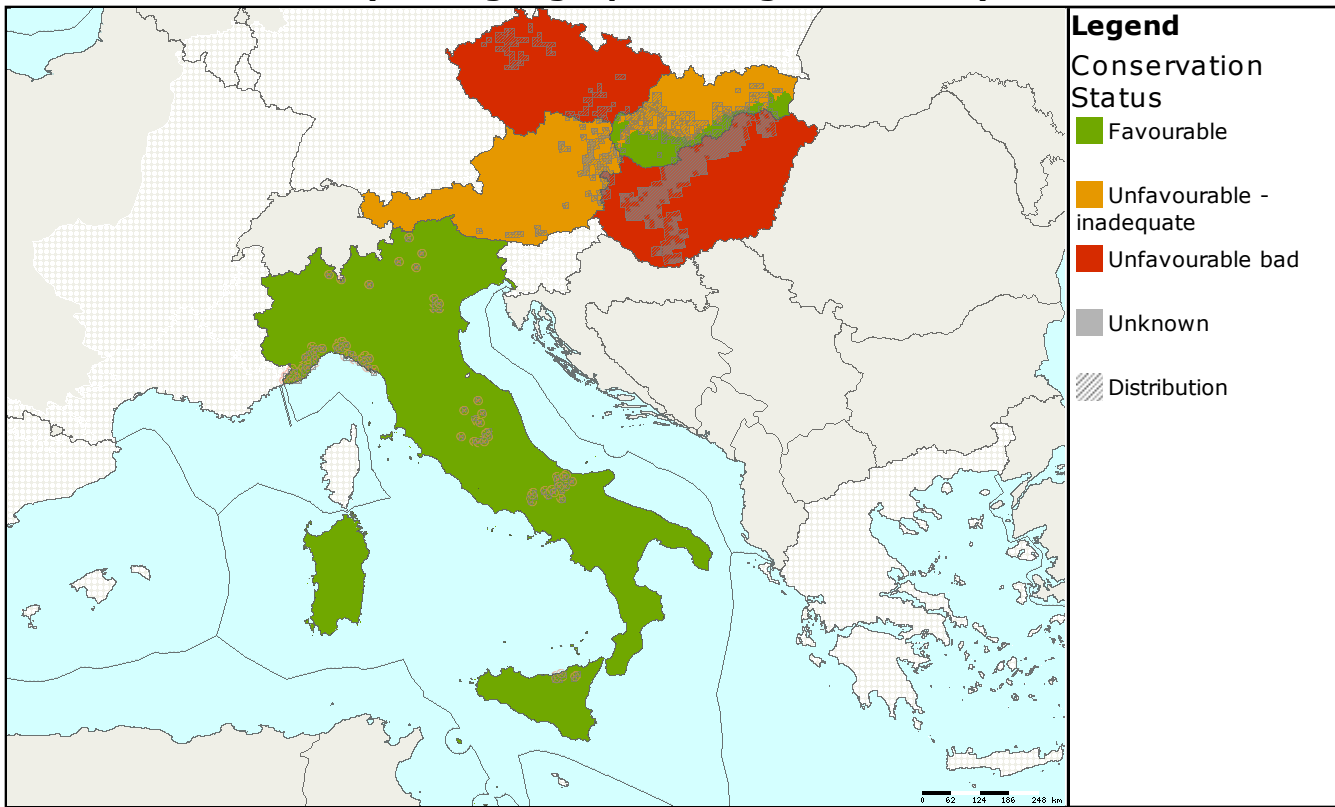 Legend
Conservation
Status
Favourable
Unfavourable -
inadequate
Unfavourable bad
Unknown
Distribution
0 62 124 186 248 km